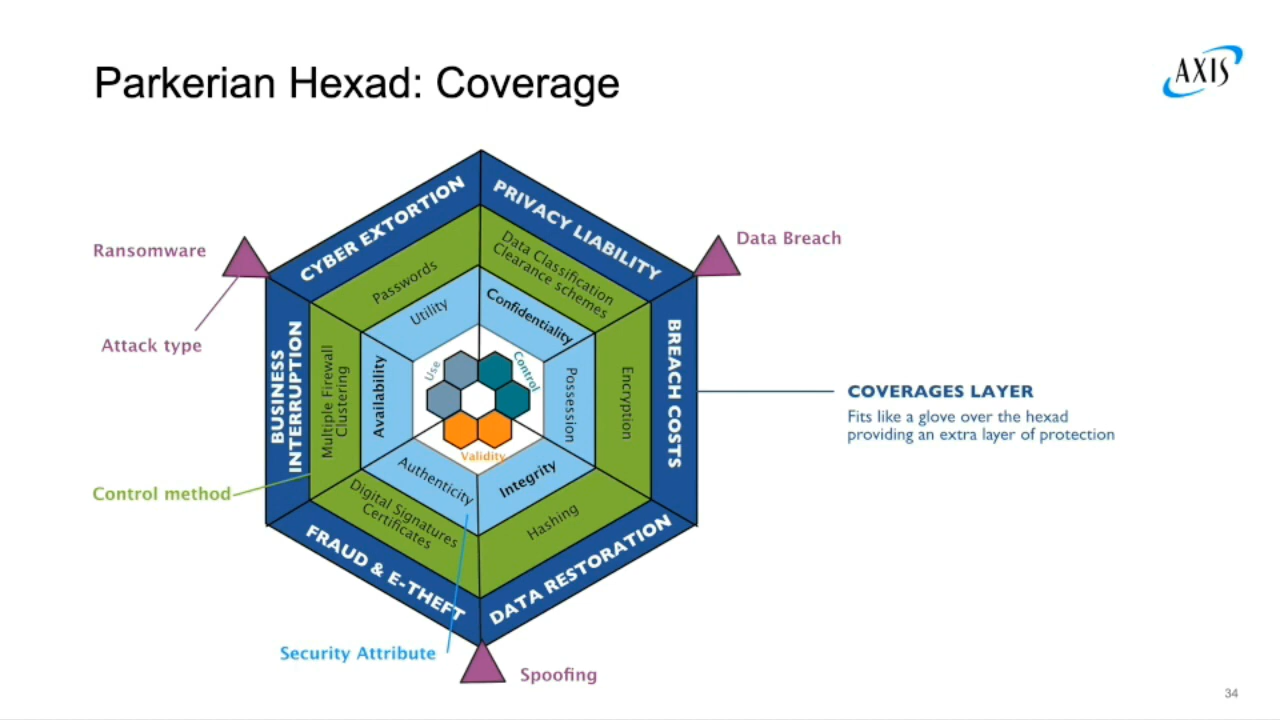 Parkerian Hexad: Coverage
AXIS
CYBER EXTORTION
PRIVACY LIABILITY
Ransomware
Data Breach
Attack type
Passwords
Data Classification
Clearance schemes
Utility
Confidentiality
BUSINESS
INTERRUPTION
Multiple Firewall
Clustering
Availability
Use
Control
Validity
Possession
Encryption
BREACH COSTS
COVERAGES LAYER
Fits like a glove over the hexad
providing an extra layer of protection
Authenticity
Integrity
Control method
Digital Signatures
Certificates
Hashing
FRAUD & E-THEFT
DATA RESTORATION
Security Attribute
Spoofing
34